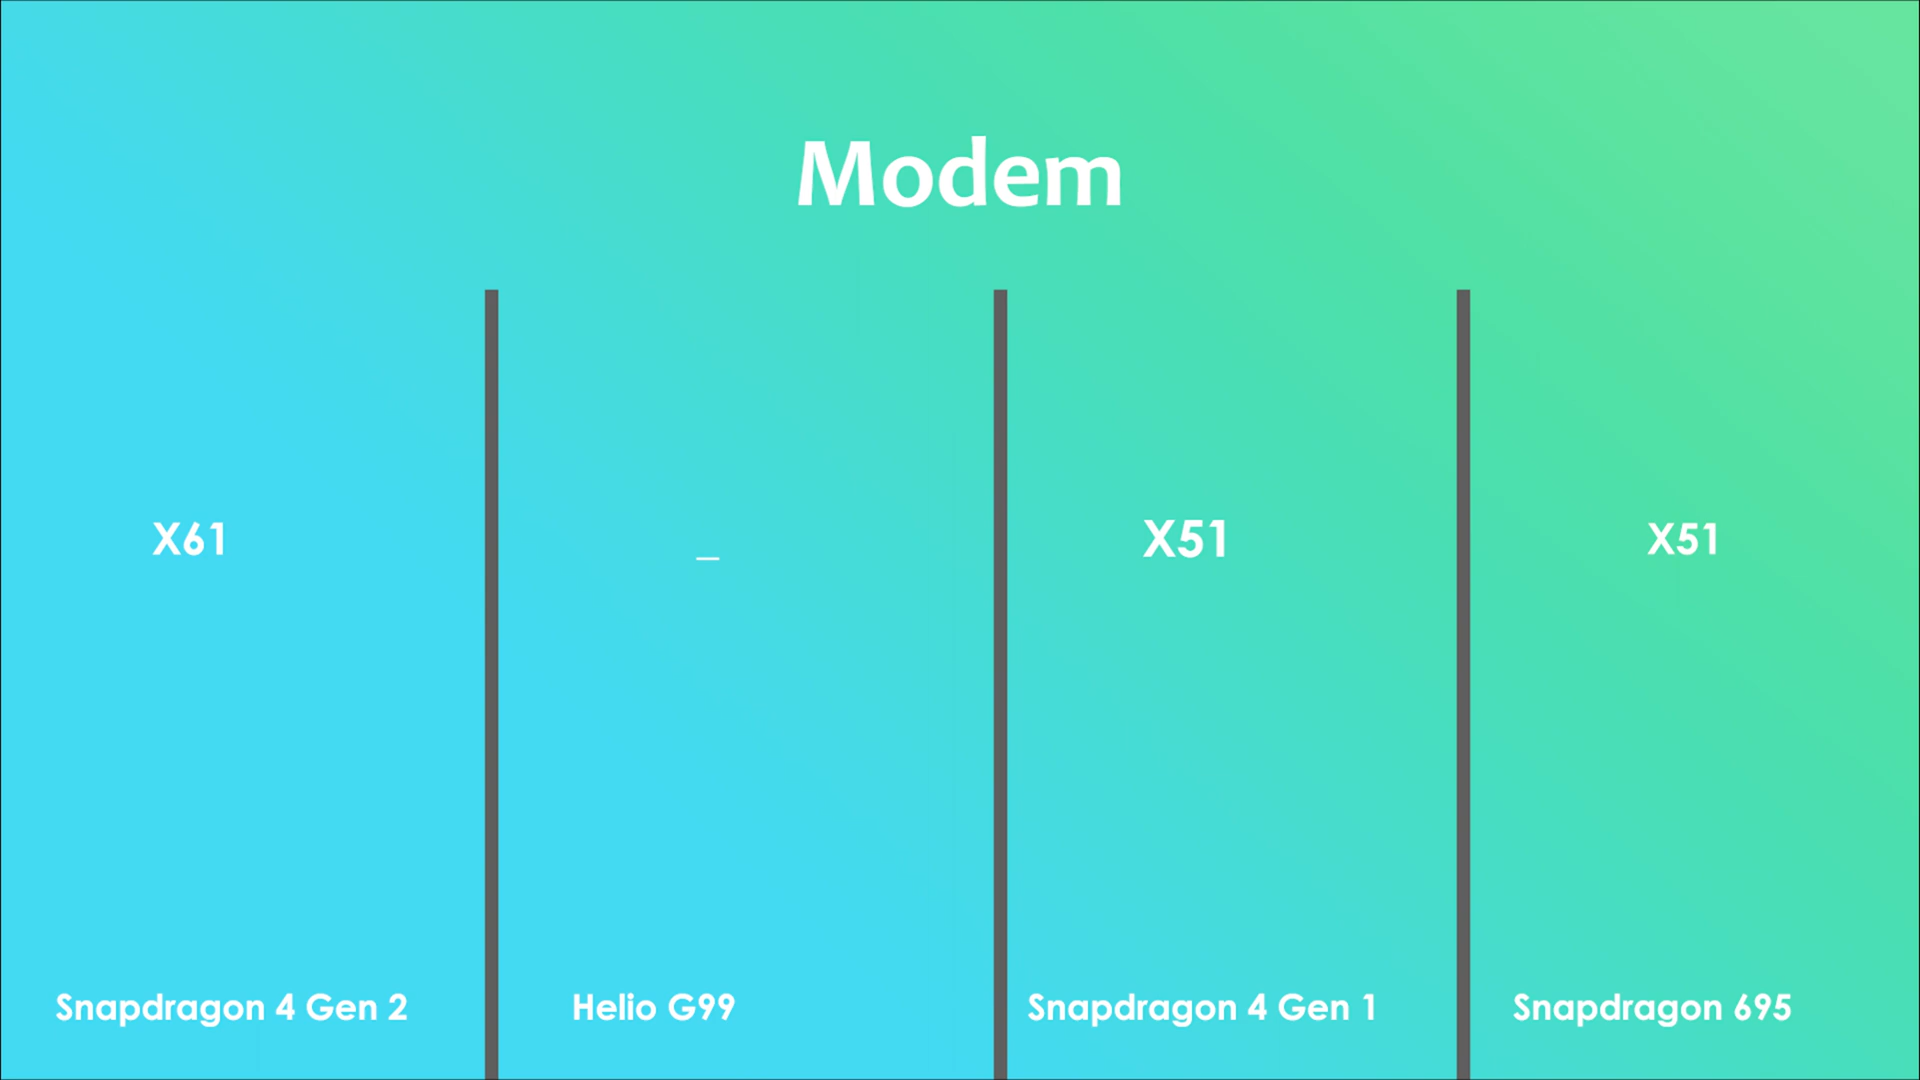 Modem
X61
_
X51
X51
Snapdragon 4 Gen 2
Helio G99
Snapdragon 4 Gen 1
Snapdragon 695